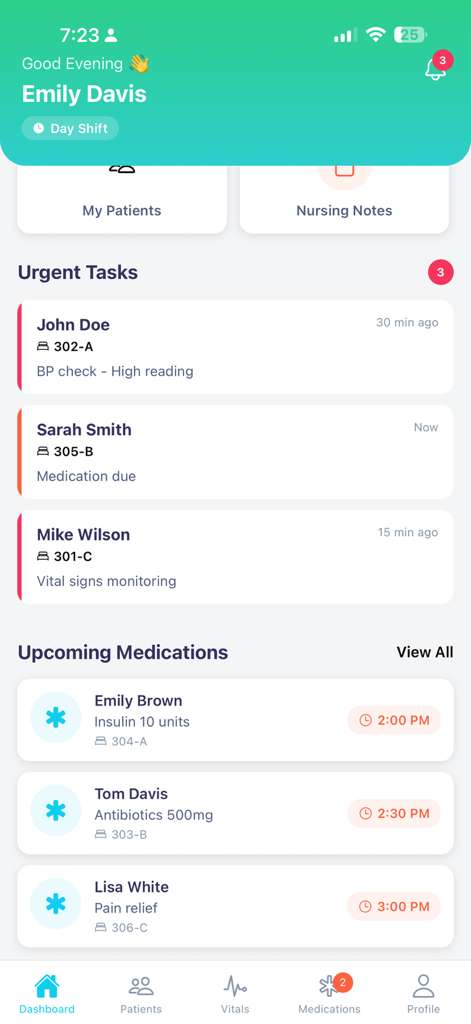 7:23
25
Good Evening 👋
3
Emily Davis
Day Shift
My Patients
Nursing Notes
Urgent Tasks
3
John Doe
30 min ago
302-A
BP check - High reading
Sarah Smith
Now
305-B
Medication due
Mike Wilson
15 min ago
301-C
Vital signs monitoring
Upcoming Medications
View All
Emily Brown
Insulin 10 units
304-A
2:00 PM
Tom Davis
Antibiotics 500mg
303-B
2:30 PM
Lisa White
Pain relief
306-C
3:00 PM
2
Dashboard
Patients
Vitals
Medications
Profile